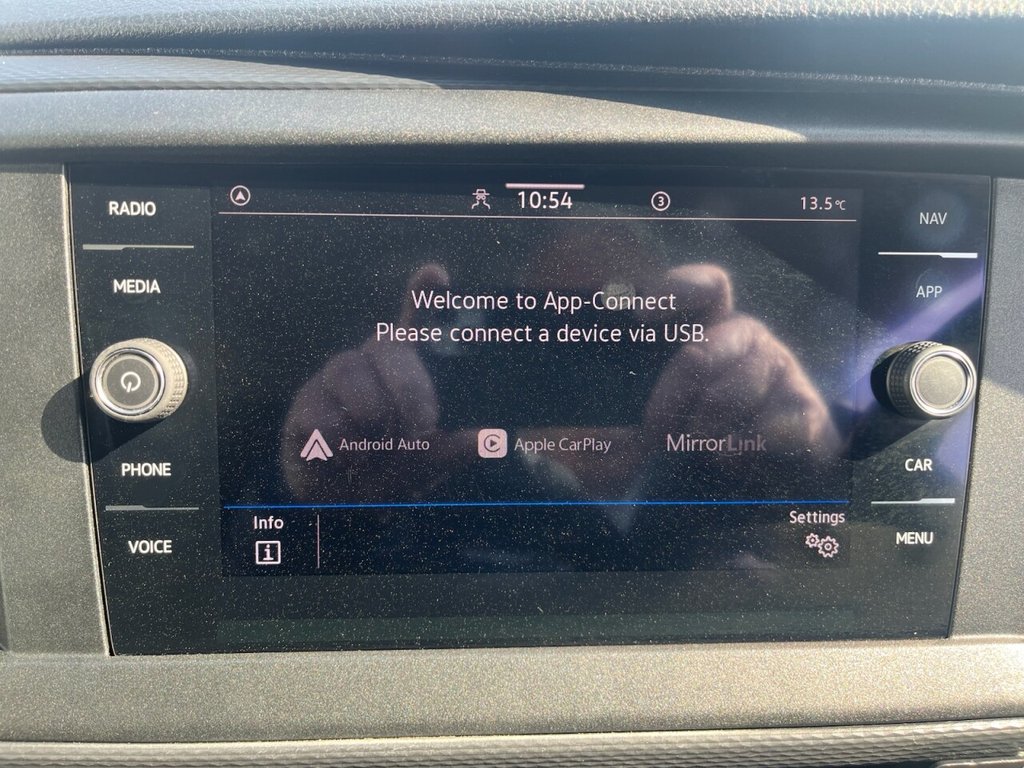 RADIO
MEDIA
PHONE
VOICE
10:54
3
13.5°C
Welcome to App-Connect
Please connect a device via USB.
Android Auto
Apple CarPlay
MirrorLink
Info
i
Settings
NAV
APP
CAR
MENU